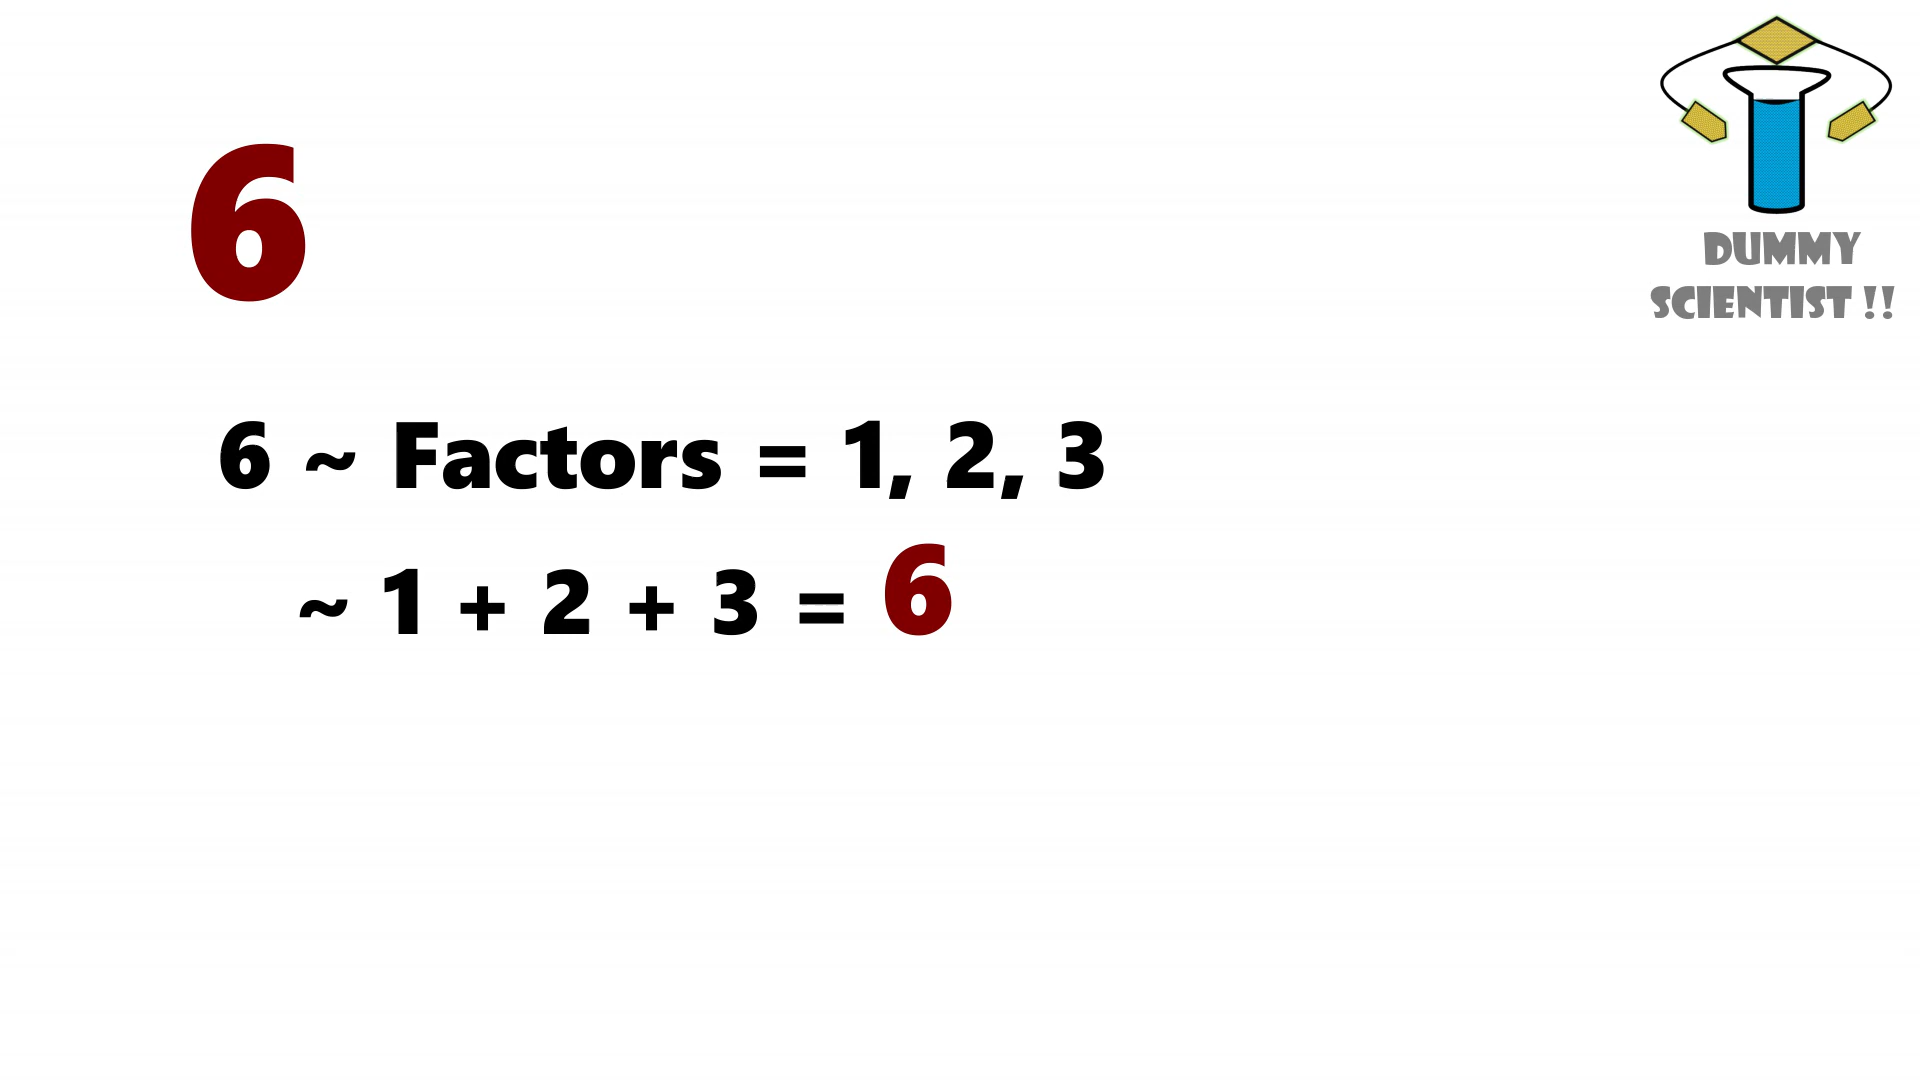 6
DUMMY
SCIENTIST !!
6 ~ Factors = 1, 2, 3
~ 1 + 2 + 3 = 6